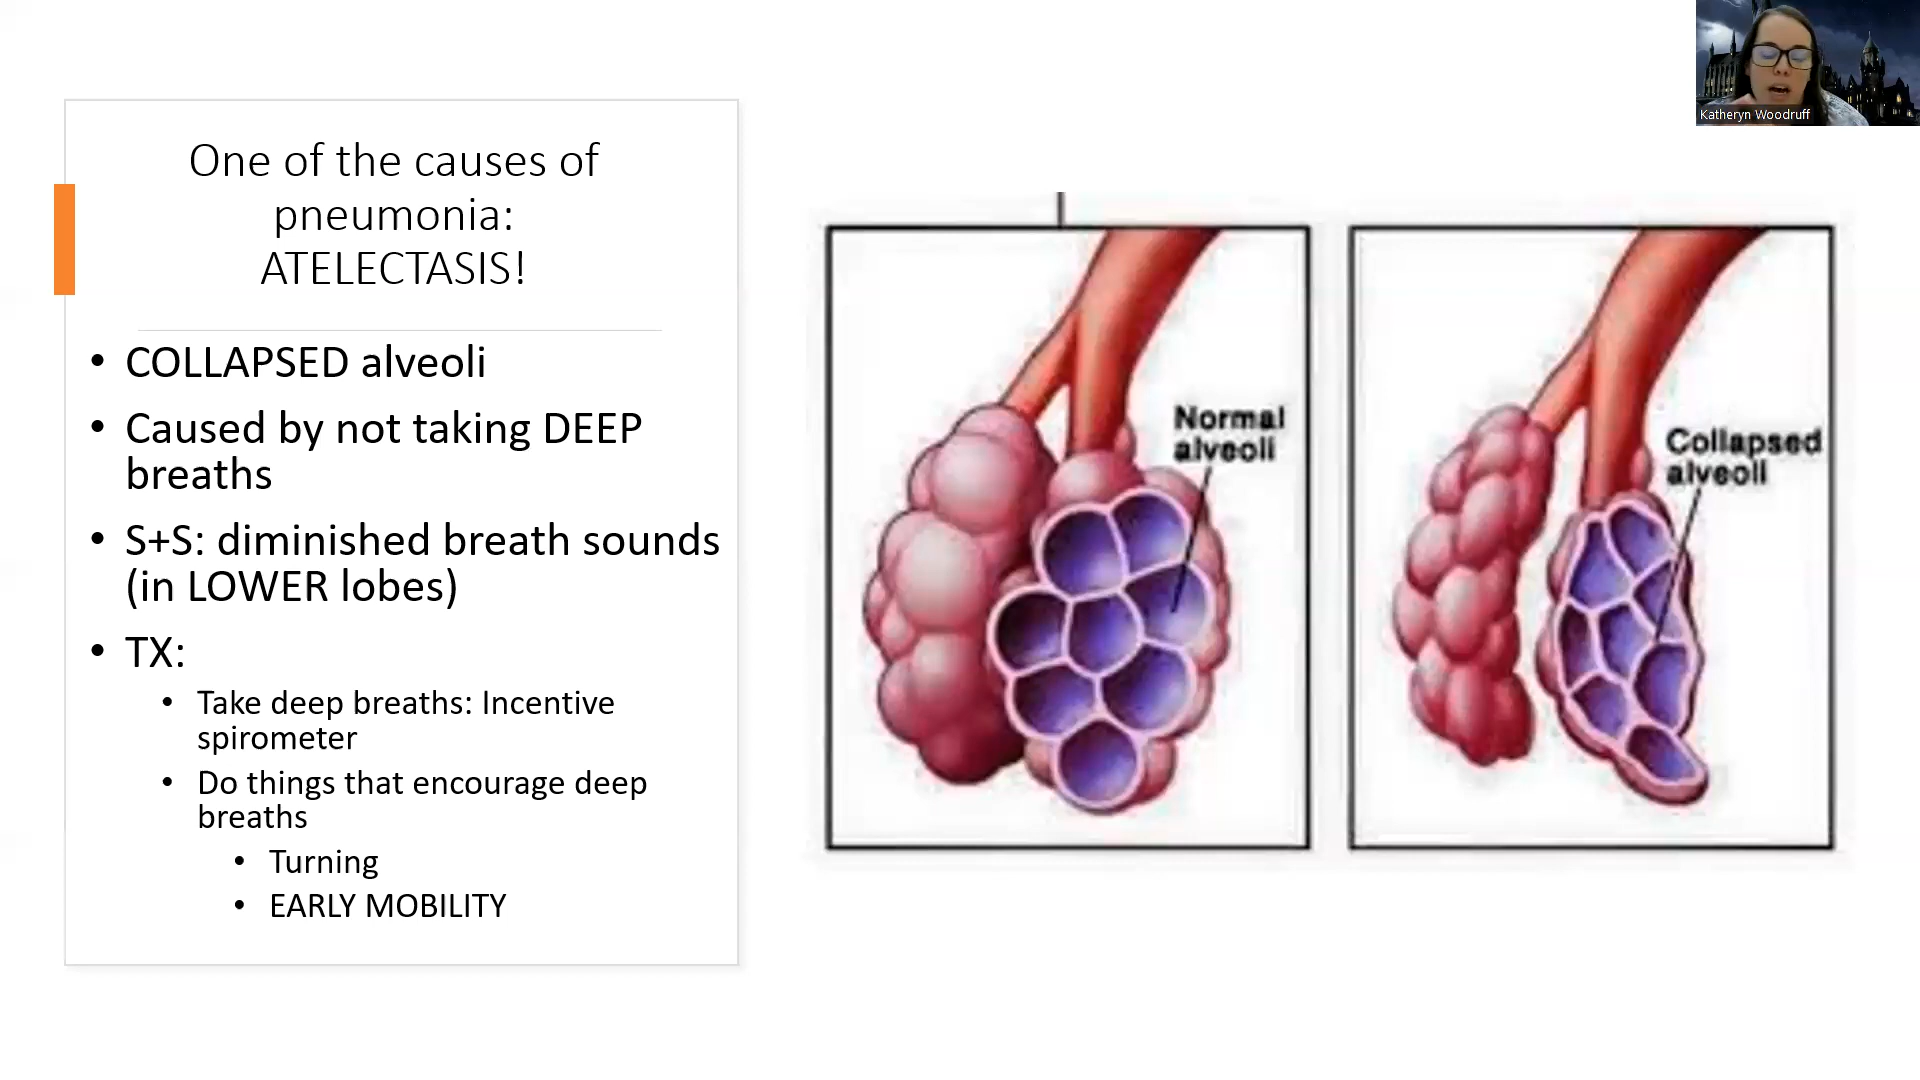 One of the causes of
pneumonia:
ATELECTASIS!
• COLLAPSED alveoli
• Caused by not taking DEEP
breaths
• S+S: diminished breath sounds
(in LOWER lobes)
• TX:
• Take deep breaths: Incentive
spirometer
• Do things that encourage deep
breaths
• Turning
• EARLY MOBILITY
Normal
alveoli
Collapsed
alveoli
Katheryn Woodruff